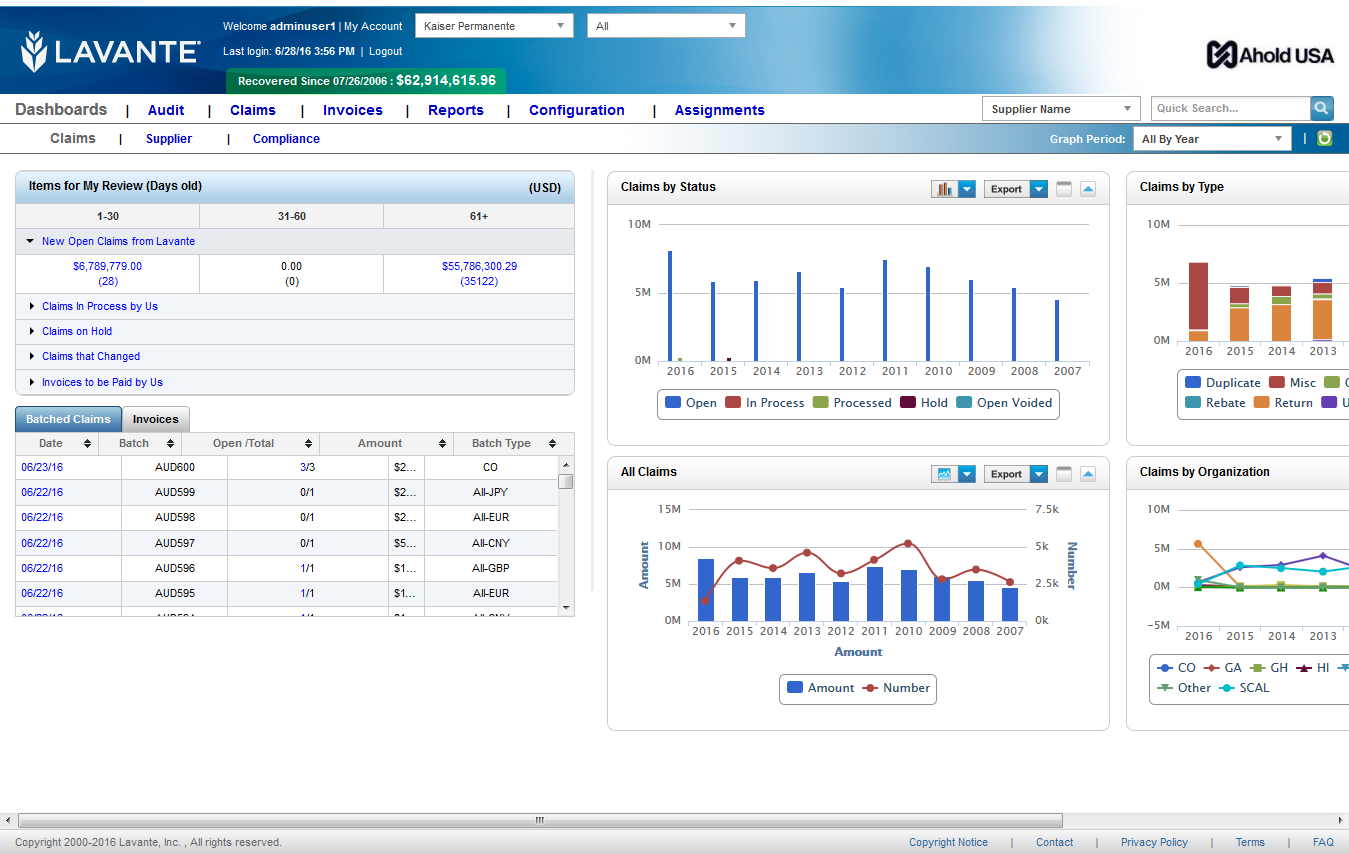 Welcome adminuser1 | My Account
Kaiser Permanente
All
LAVANTE
Last login: 6/28/16 3:56 PM | Logout
Ahold USA
Recovered Since 07/26/2006 : $62,914,615.96
Dashboards | Audit | Claims | Invoices | Reports | Configuration | Assignments
Supplier Name
Quick Search...
Claims | Supplier | Compliance
Graph Period: All By Year |
Items for My Review (Days old) (USD)
1-30 31-60 61+
New Open Claims from Lavante
$6,789,779.00 0.00 $55,786,300.29
(28) (0) (35122)
Claims In Process by Us
Claims on Hold
Claims that Changed
Invoices to be Paid by Us
Batched Claims Invoices
Date Batch Open /Total Amount Batch Type
06/23/16 AUD600 3/3 $2... CO
06/22/16 AUD599 0/1 $2... All-JPY
06/22/16 AUD598 0/1 $2... All-EUR
06/22/16 AUD597 0/1 $5... All-CNY
06/22/16 AUD596 1/1 $1... All-GBP
06/22/16 AUD595 1/1 $1... All-EUR
Claims by Status
Export
10M
5M
0M
2016 2015 2014 2013 2012 2011 2010 2009 2008 2007
Open In Process Processed Hold Open Voided
Claims by Type
10M
5M
0M
2016 2015 2014 2013
Duplicate Misc
Rebate Return
All Claims
Export
15M 7.5k
10M 5k
5M 2.5k
0M 0k
Amount
Number
2016 2015 2014 2013 2012 2011 2010 2009 2008 2007
Amount
Amount Number
Claims by Organization
10M
5M
0M
−5M
2016 2015 2014 2013
CO GA GH HI
Other SCAL
Copyright 2000-2016 Lavante, Inc. , All rights reserved.
Copyright Notice | Contact | Privacy Policy | Terms | FAQ